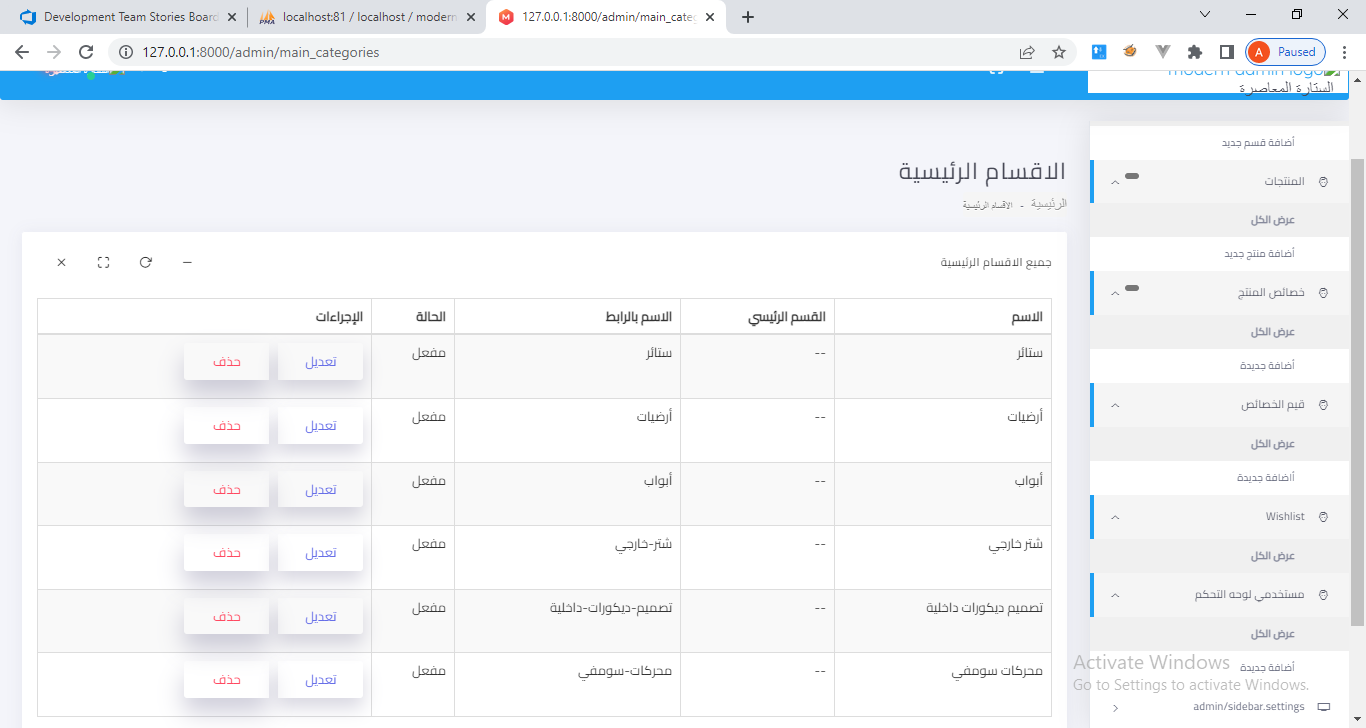 Development Team Stories Board
localhost:81 / localhost / modern
127.0.0.1:8000/admin/main_cate
127.0.0.1:8000/admin/main_categories
A
Paused
modern admin logo
الستارة المعاصرة
أضافة قسم جديد
المنتجات
عرض الكل
أضافة منتج جديد
خصائص المنتج
عرض الكل
أضافة جديدة
قيم الخصائص
عرض الكل
أاضافة جديدة
Wishlist
عرض الكل
مستخدمي لوحه التحكم
عرض الكل
أضافة جديدة
admin/sidebar.settings
الاقسام الرئيسية
الرئيسية - الاقسام الرئيسية
جميع الاقسام الرئيسية
الاسم القسم الرئيسي الاسم بالرابط الحالة الإجراءات
ستائر -- ستائر مفعل تعديل حذف
أرضيات -- أرضيات مفعل تعديل حذف
أبواب -- أبواب مفعل تعديل حذف
شتر خارجي -- شتر-خارجي مفعل تعديل حذف
تصميم ديكورات داخلية -- تصميم-ديكورات-داخلية مفعل تعديل حذف
محركات سومفي -- محركات-سومفي مفعل تعديل حذف
Activate Windows
Go to Settings to activate Windows.